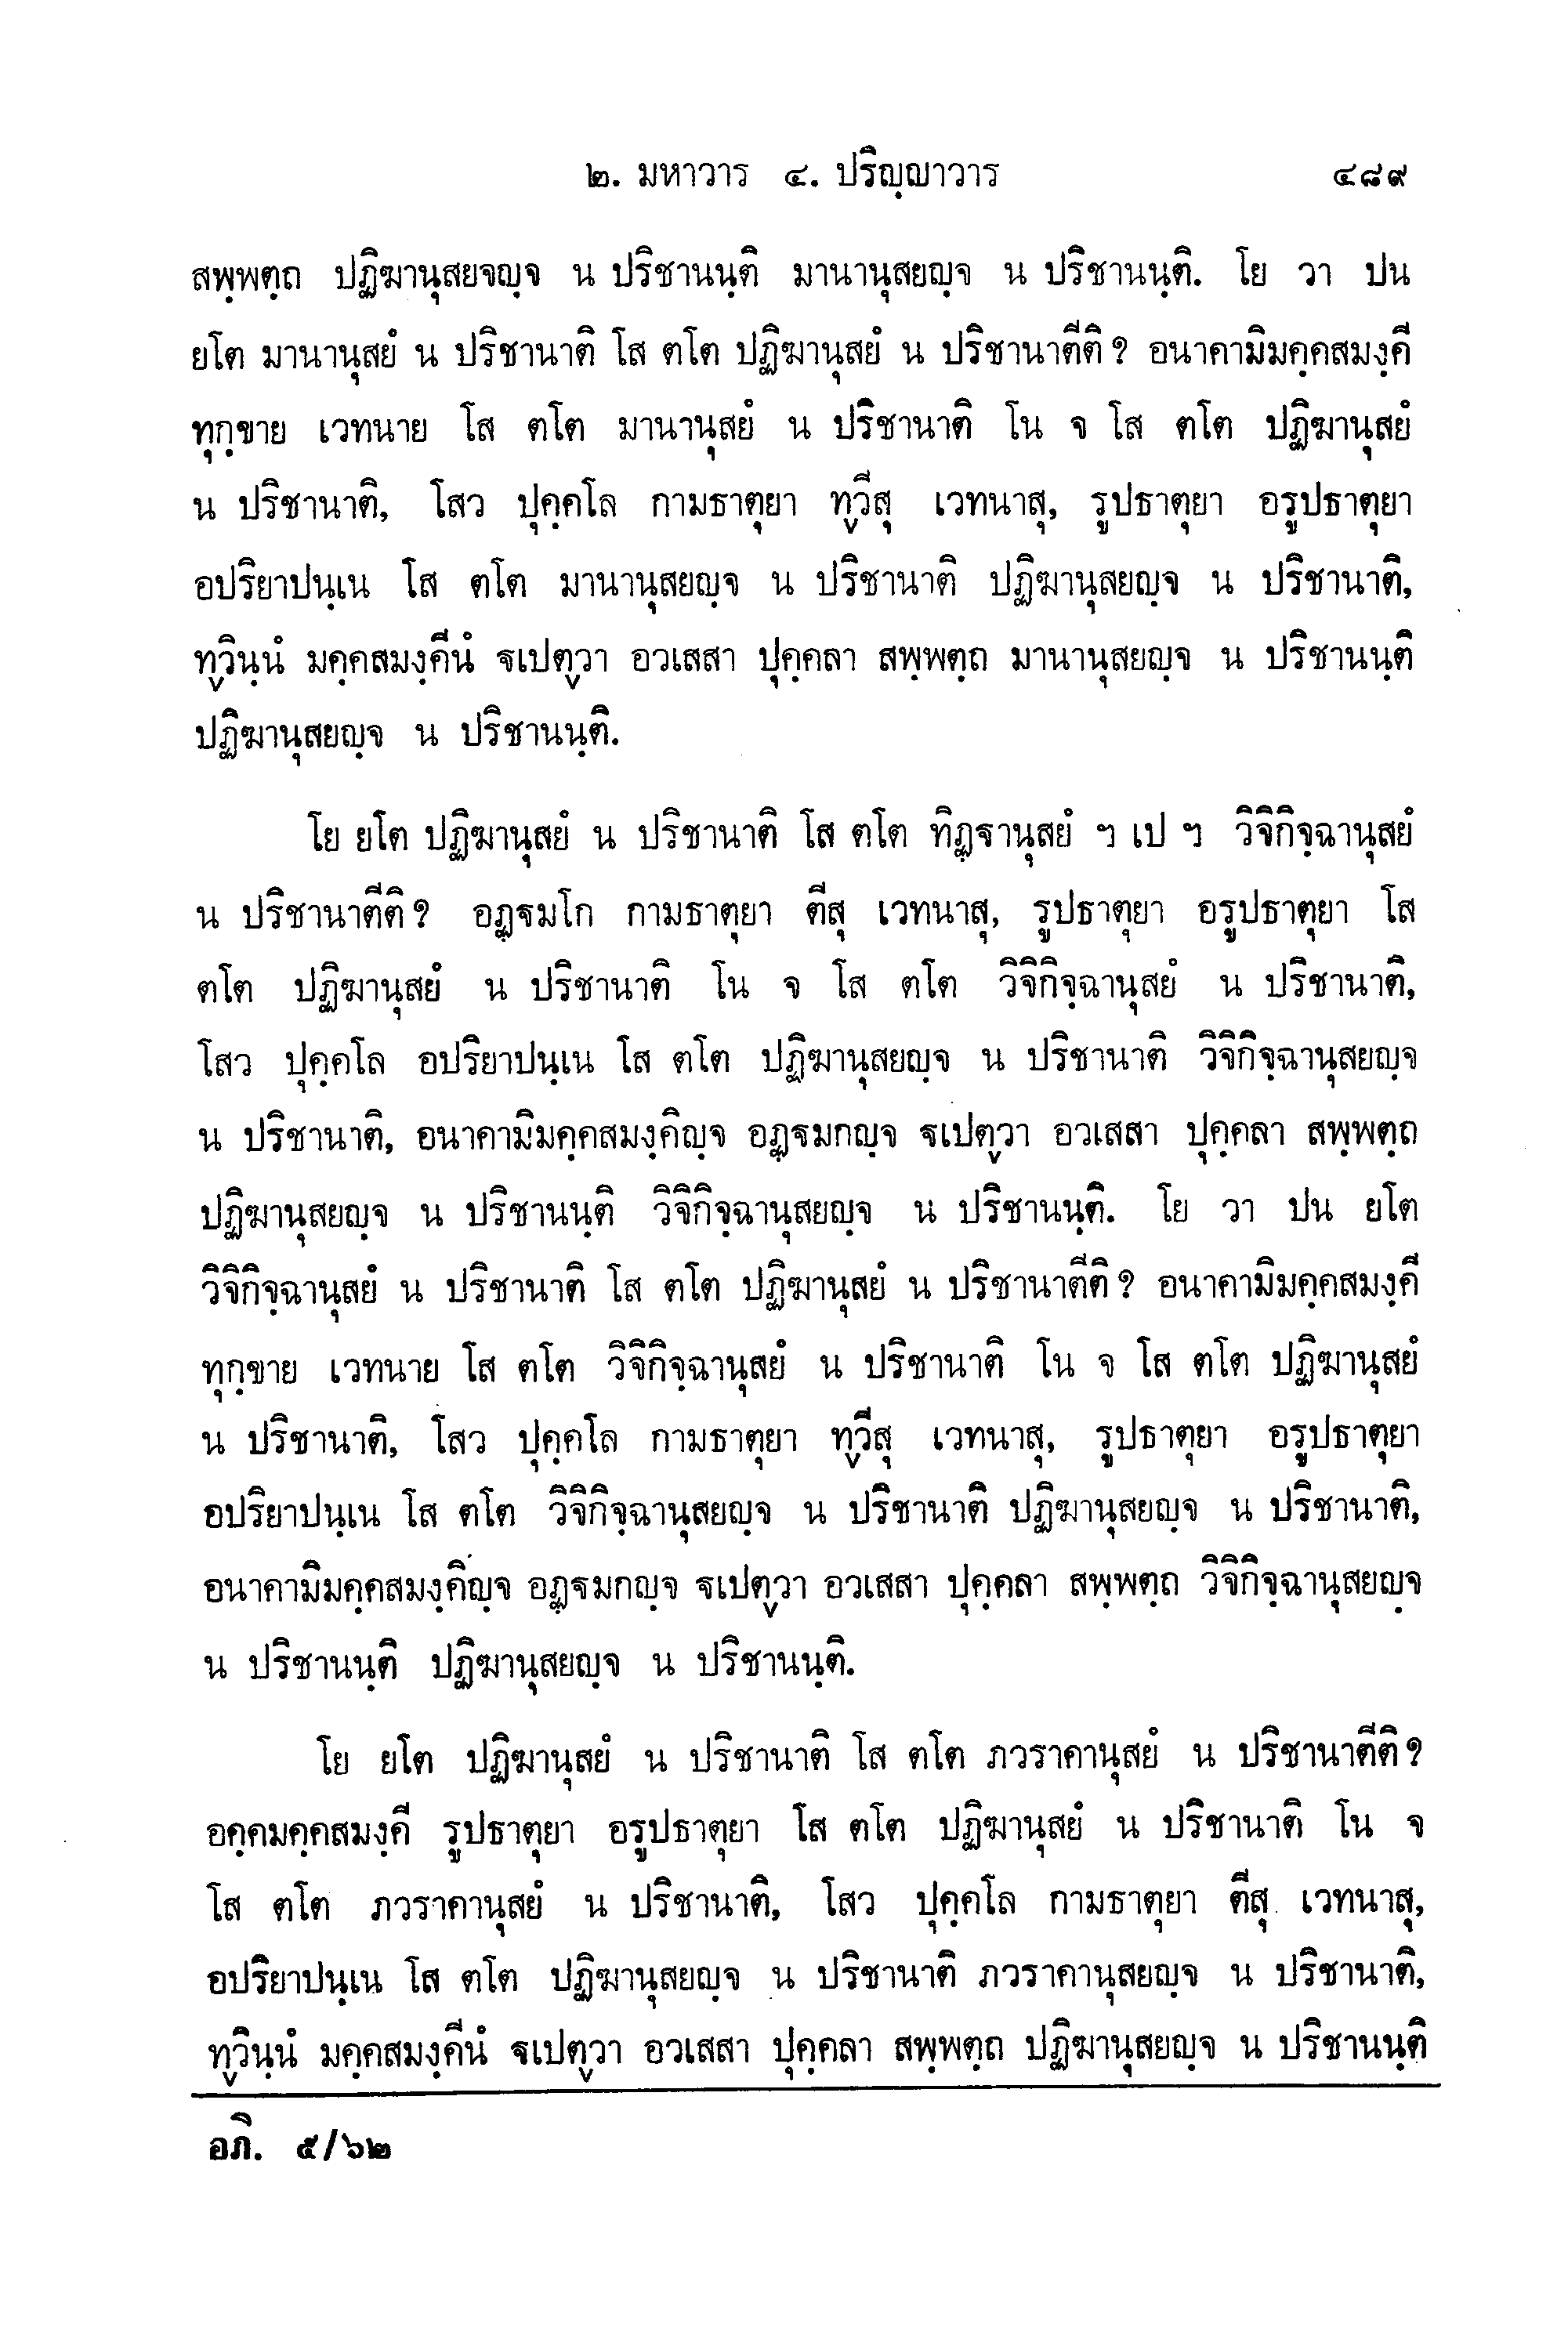 ๒. มหาวาร ๔. ปริญฺญาวาร ๔๘๙
สพฺพตฺถ ปฏิฆานุสยจญฺจ น ปริชานนฺติ มานานุสยญฺจ น ปริชานนฺติ. โย วา ปน
ยโต มานานุสยํ น ปริชานาติ โส ตโต ปฏิฆานุสยํ น ปริชานาตีติ ? อนาคามิมคฺคสมงฺคี
ทุกฺขาย เวทนาย โส ตโต มานานุสยํ น ปริชานาติ โน จ โส ตโต ปฏิฆานุสยํ
น ปริชานาติ, โสว ปุคฺคโล กามธาตุยา ทฺวีสุ เวทนาสุ, รูปธาตุยา อรูปธาตุยา
อปริยาปนฺเน โส ตโต มานานุสยญฺจ น ปริชานาติ ปฏิฆานุสยญฺจ น ปริชานาติ,
ทฺวินฺนํ มคฺคสมงฺคีนํ ฐเปตฺวา อวเสสา ปุคฺคลา สพฺพตฺถ มานานุสยญฺจ น ปริชานนฺติ
ปฏิฆานุสยญฺจ น ปริชานนฺติ.
โย ยโต ปฏิฆานุสยํ น ปริชานาติ โส ตโต ทิฏฺฐานุสยํ ฯ เป ฯ วิจิกิจฺฉานุสยํ
น ปริชานาตีติ ? อฏฺฐมโก กามธาตุยา ตีสุ เวทนาสุ, รูปธาตุยา อรูปธาตุยา โส
ตโต ปฏิฆานุสยํ น ปริชานาติ โน จ โส ตโต วิจิกิจฺฉานุสยํ น ปริชานาติ,
โสว ปุคฺคโล อปริยาปนฺเน โส ตโต ปฏิฆานุสยญฺจ น ปริชานาติ วิจิกิจฺฉานุสยญฺจ
น ปริชานาติ, อนาคามิมคฺคสมงฺคิญฺจ อฏฺฐมกญฺจ ฐเปตฺวา อวเสสา ปุคฺคลา สพฺพตฺถ
ปฏิฆานุสยญฺจ น ปริชานนฺติ วิจิกิจฺฉานุสยญฺจ น ปริชานนฺติ. โย วา ปน ยโต
วิจิกิจฺฉานุสยํ น ปริชานาติ โส ตโต ปฏิฆานุสยํ น ปริชานาตีติ ? อนาคามิมคฺคสมงฺคี
ทุกฺขาย เวทนาย โส ตโต วิจิกิจฺฉานุสยํ น ปริชานาติ โน จ โส ตโต ปฏิฆานุสยํ
น ปริชานาติ, โสว ปุคฺคโล กามธาตุยา ทฺวีสุ เวทนาสุ, รูปธาตุยา อรูปธาตุยา
อปริยาปนฺเน โส ตโต วิจิกิจฺฉานุสยญฺจ น ปริชานาติ ปฏิฆานุสยญฺจ น ปริชานาติ,
อนาคามิมคฺคสมงฺคิญฺจ อฏฺฐมกญฺจ ฐเปตฺวา อวเสสา ปุคฺคลา สพฺพตฺถ วิจิกิจฺฉานุสยญฺจ
น ปริชานนฺติ ปฏิฆานุสยญฺจ น ปริชานนฺติ.
โย ยโต ปฏิฆานุสยํ น ปริชานาติ โส ตโต ภวราคานุสยํ น ปริชานาตีติ ?
อคฺคมคฺคสมงฺคี รูปธาตุยา อรูปธาตุยา โส ตโต ปฏิฆานุสยํ น ปริชานาติ โน จ
โส ตโต ภวราคานุสยํ น ปริชานาติ, โสว ปุคฺคโล กามธาตุยา ตีสุ เวทนาสุ,
อปริยาปนฺเน โส ตโต ปฏิฆานุสยญฺจ น ปริชานาติ ภวราคานุสยญฺจ น ปริชานาติ,
ทฺวินฺนํ มคฺคสมงฺคีนํ ฐเปตฺวา อวเสสา ปุคฺคลา สพฺพตฺถ ปฏิฆานุสยญฺจ น ปริชานนฺติ
อภิ. ๕/๖๒